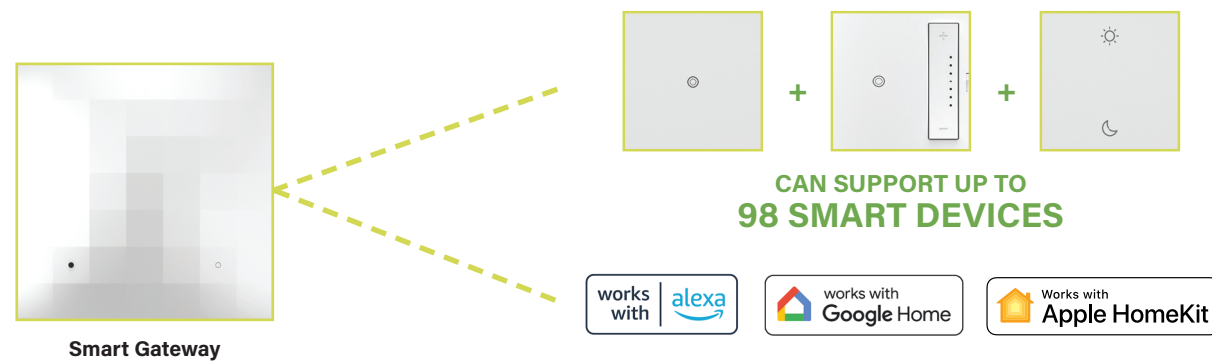 + +
CAN SUPPORT UP TO
98 SMART DEVICES
works
with
alexa
works with
Google Home
Works with
Apple HomeKit
Smart Gateway